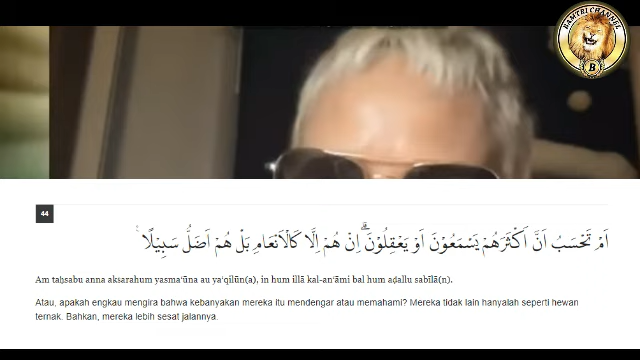 BAMTRI CHANNEL
B
44
اَمْ تَحْسَبُ اَنَّ اَكْثَرَهُمْ يَسْمَعُوْنَ اَوْ يَعْقِلُوْنَۗ اِنْ هُمْ اِلَّا كَالْاَنْعَامِ بَلْ هُمْ اَضَلُّ سَبِيْلًا ࣖ
Am taḥsabu anna akṡarahum yasma‘ūna au ya‘qilūn(a), in hum illā kal-an‘āmi bal hum aḍallu sabīlā(n).
Atau, apakah engkau mengira bahwa kebanyakan mereka itu mendengar atau memahami? Mereka tidak lain hanyalah seperti hewan
ternak. Bahkan, mereka lebih sesat jalannya.